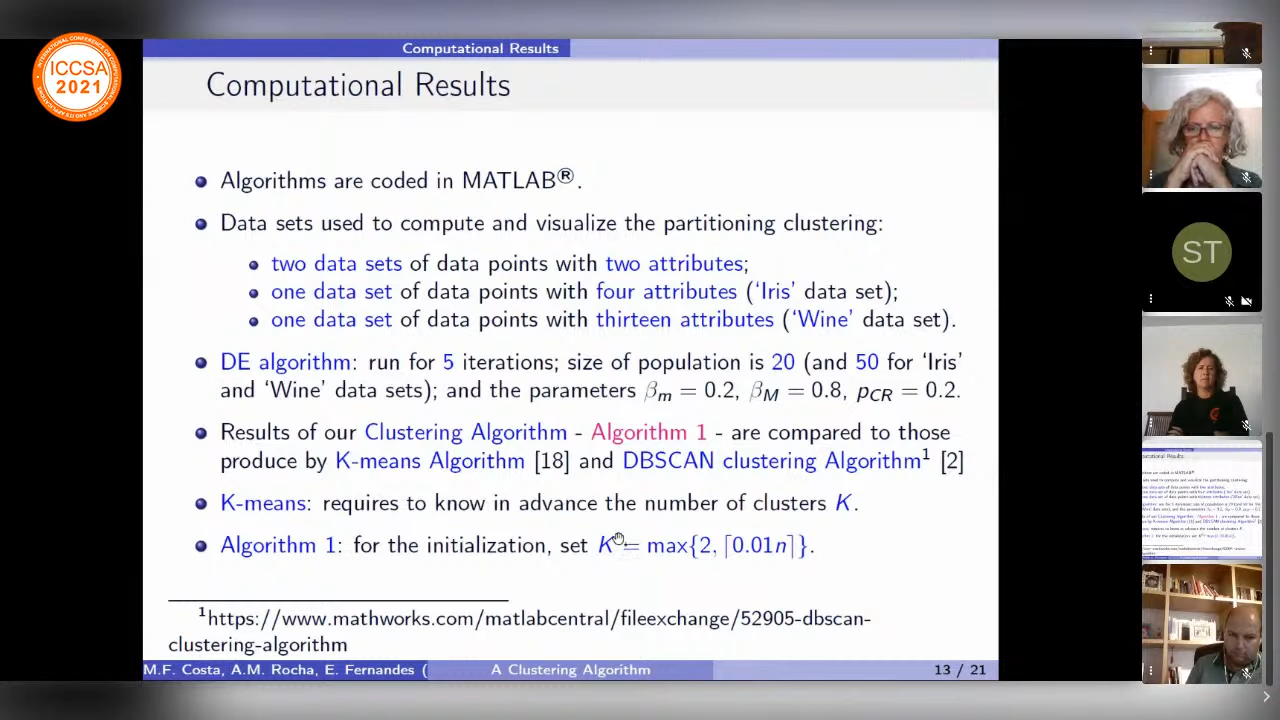 ICCSA
2021
Computational Results
Computational Results
Algorithms are coded in MATLAB®.
Data sets used to compute and visualize the partitioning clustering:
two data sets of data points with two attributes;
one data set of data points with four attributes (‘Iris’ data set);
one data set of data points with thirteen attributes (‘Wine’ data set).
DE algorithm: run for 5 iterations; size of population is 20 (and 50 for ‘Iris’
and ‘Wine’ data sets); and the parameters βm = 0.2, βM = 0.8, pCR = 0.2.
Results of our Clustering Algorithm - Algorithm 1 - are compared to those
produce by K-means Algorithm [18] and DBSCAN clustering Algorithm¹ [2]
K-means: requires to know in advance the number of clusters K.
Algorithm 1: for the initialization, set K = max{2, ⌈0.01n⌉}.
¹https://www.mathworks.com/matlabcentral/fileexchange/52905-dbscan-
clustering-algorithm
M.F. Costa, A.M. Rocha, E. Fernandes (
A Clustering Algorithm
13 / 21
ST